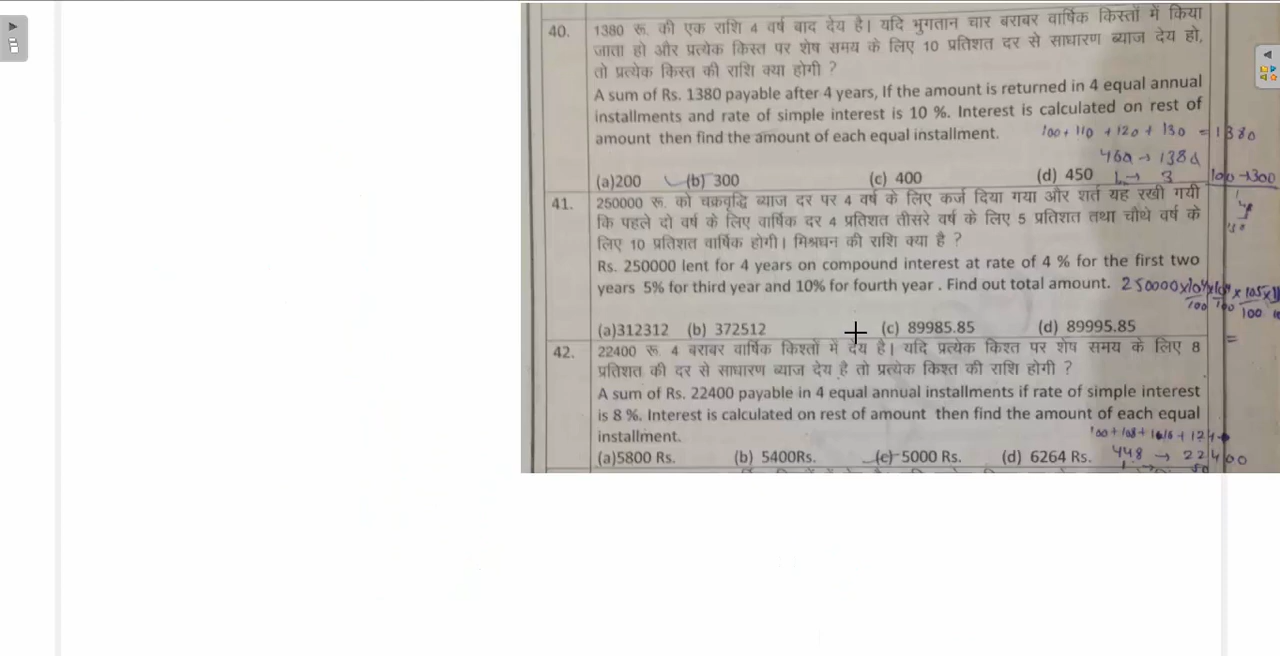 40. 1380 रू. की एक राशि 4 वर्ष बाद देय है। यदि भुगतान चार बराबर वार्षिक किस्तों में किया
जाता हो और प्रत्येक किस्त पर शेष समय के लिए 10 प्रतिशत दर से साधारण ब्याज देय हो,
तो प्रत्येक किस्त की राशि क्या होगी ?
A sum of Rs. 1380 payable after 4 years, If the amount is returned in 4 equal annual
installments and rate of simple interest is 10 %. Interest is calculated on rest of
amount then find the amount of each equal installment. 100 + 110 + 120 + 130 = 1380
460 → 1380
(a)200 (b) 300 (c) 400 (d) 450 1 → 3 100 → 300
41. 250000 रू. को चक्रवृद्धि ब्याज दर पर 4 वर्ष के लिए कर्ज दिया गया और शर्त यह रखी गयी
कि पहले दो वर्ष के लिए वार्षिक दर 4 प्रतिशत तीसरे वर्ष के लिए 5 प्रतिशत तथा चौथे वर्ष के
लिए 10 प्रतिशत वार्षिक होगी। मिश्रधन की राशि क्या है ?
Rs. 250000 lent for 4 years on compound interest at rate of 4 % for the first two
years 5% for third year and 10% for fourth year . Find out total amount. 250000 ×
(a)312312 (b) 372512 (c) 89985.85 (d) 89995.85
42. 22400 रू. 4 बराबर वार्षिक किश्तों में देय है। यदि प्रत्येक किश्त पर शेष समय के लिए 8
प्रतिशत की दर से साधारण ब्याज देय है तो प्रत्येक किश्त की राशि होगी ?
A sum of Rs. 22400 payable in 4 equal annual installments if rate of simple interest
is 8 %. Interest is calculated on rest of amount then find the amount of each equal
installment. 100 + 108 + 116 + 124
(a)5800 Rs. (b) 5400Rs. (c) 5000 Rs. (d) 6264 Rs. 448 → 22400
1 → 50